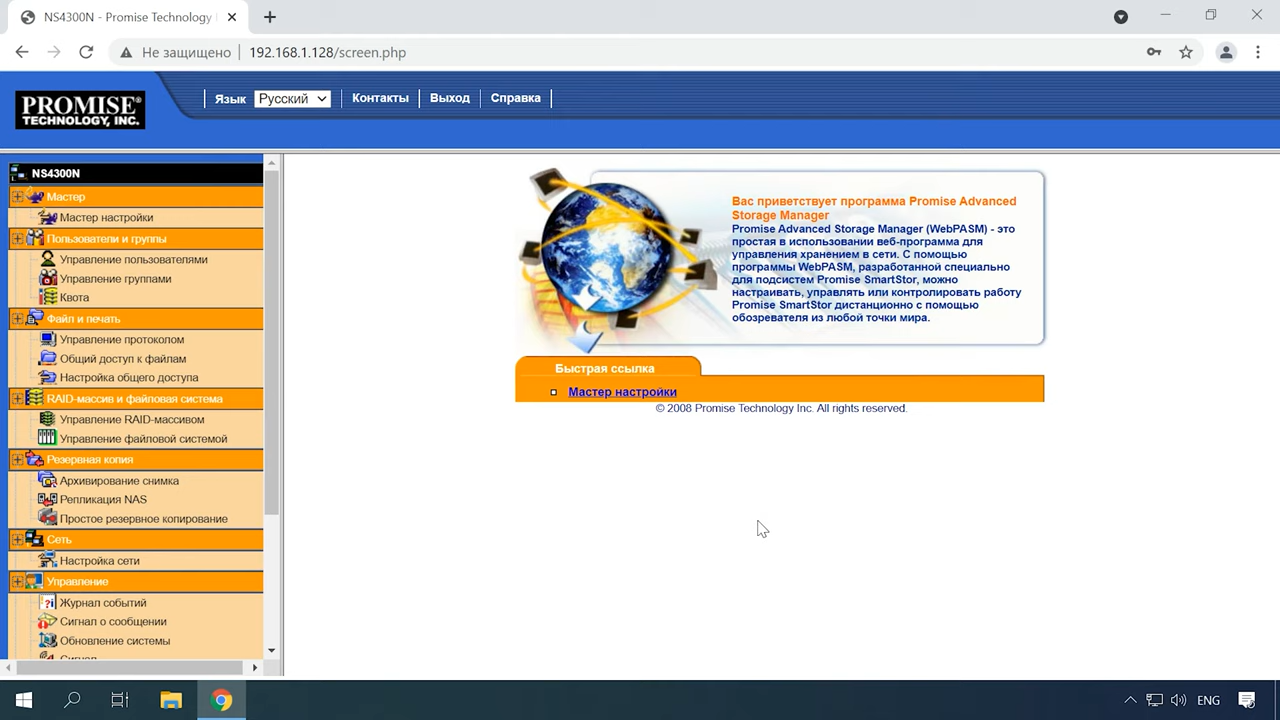 NS4300N - Promise Technology
Не защищено
192.168.1.128/screen.php
PROMISE®
TECHNOLOGY, INC.
Язык
Русский
Контакты
Выход
Справка
NS4300N
Мастер
Мастер настройки
Пользователи и группы
Управление пользователями
Управление группами
Квота
Файл и печать
Управление протоколом
Общий доступ к файлам
Настройка общего доступа
RAID-массив и файловая система
Управление RAID-массивом
Управление файловой системой
Резервная копия
Архивирование снимка
Репликация NAS
Простое резервное копирование
Сеть
Настройка сети
Управление
Журнал событий
Сигнал о сообщении
Обновление системы
Сигнал
Вас приветствует программа Promise Advanced
Storage Manager
Promise Advanced Storage Manager (WebPASM) - это
простая в использовании веб-программа для
управления хранением в сети. С помощью
программы WebPASM, разработанной специально
для подсистем Promise SmartStor, можно
настраивать, управлять или контролировать работу
Promise SmartStor дистанционно с помощью
обозревателя из любой точки мира.
Быстрая ссылка
Мастер настройки
© 2008 Promise Technology Inc. All rights reserved.
ENG